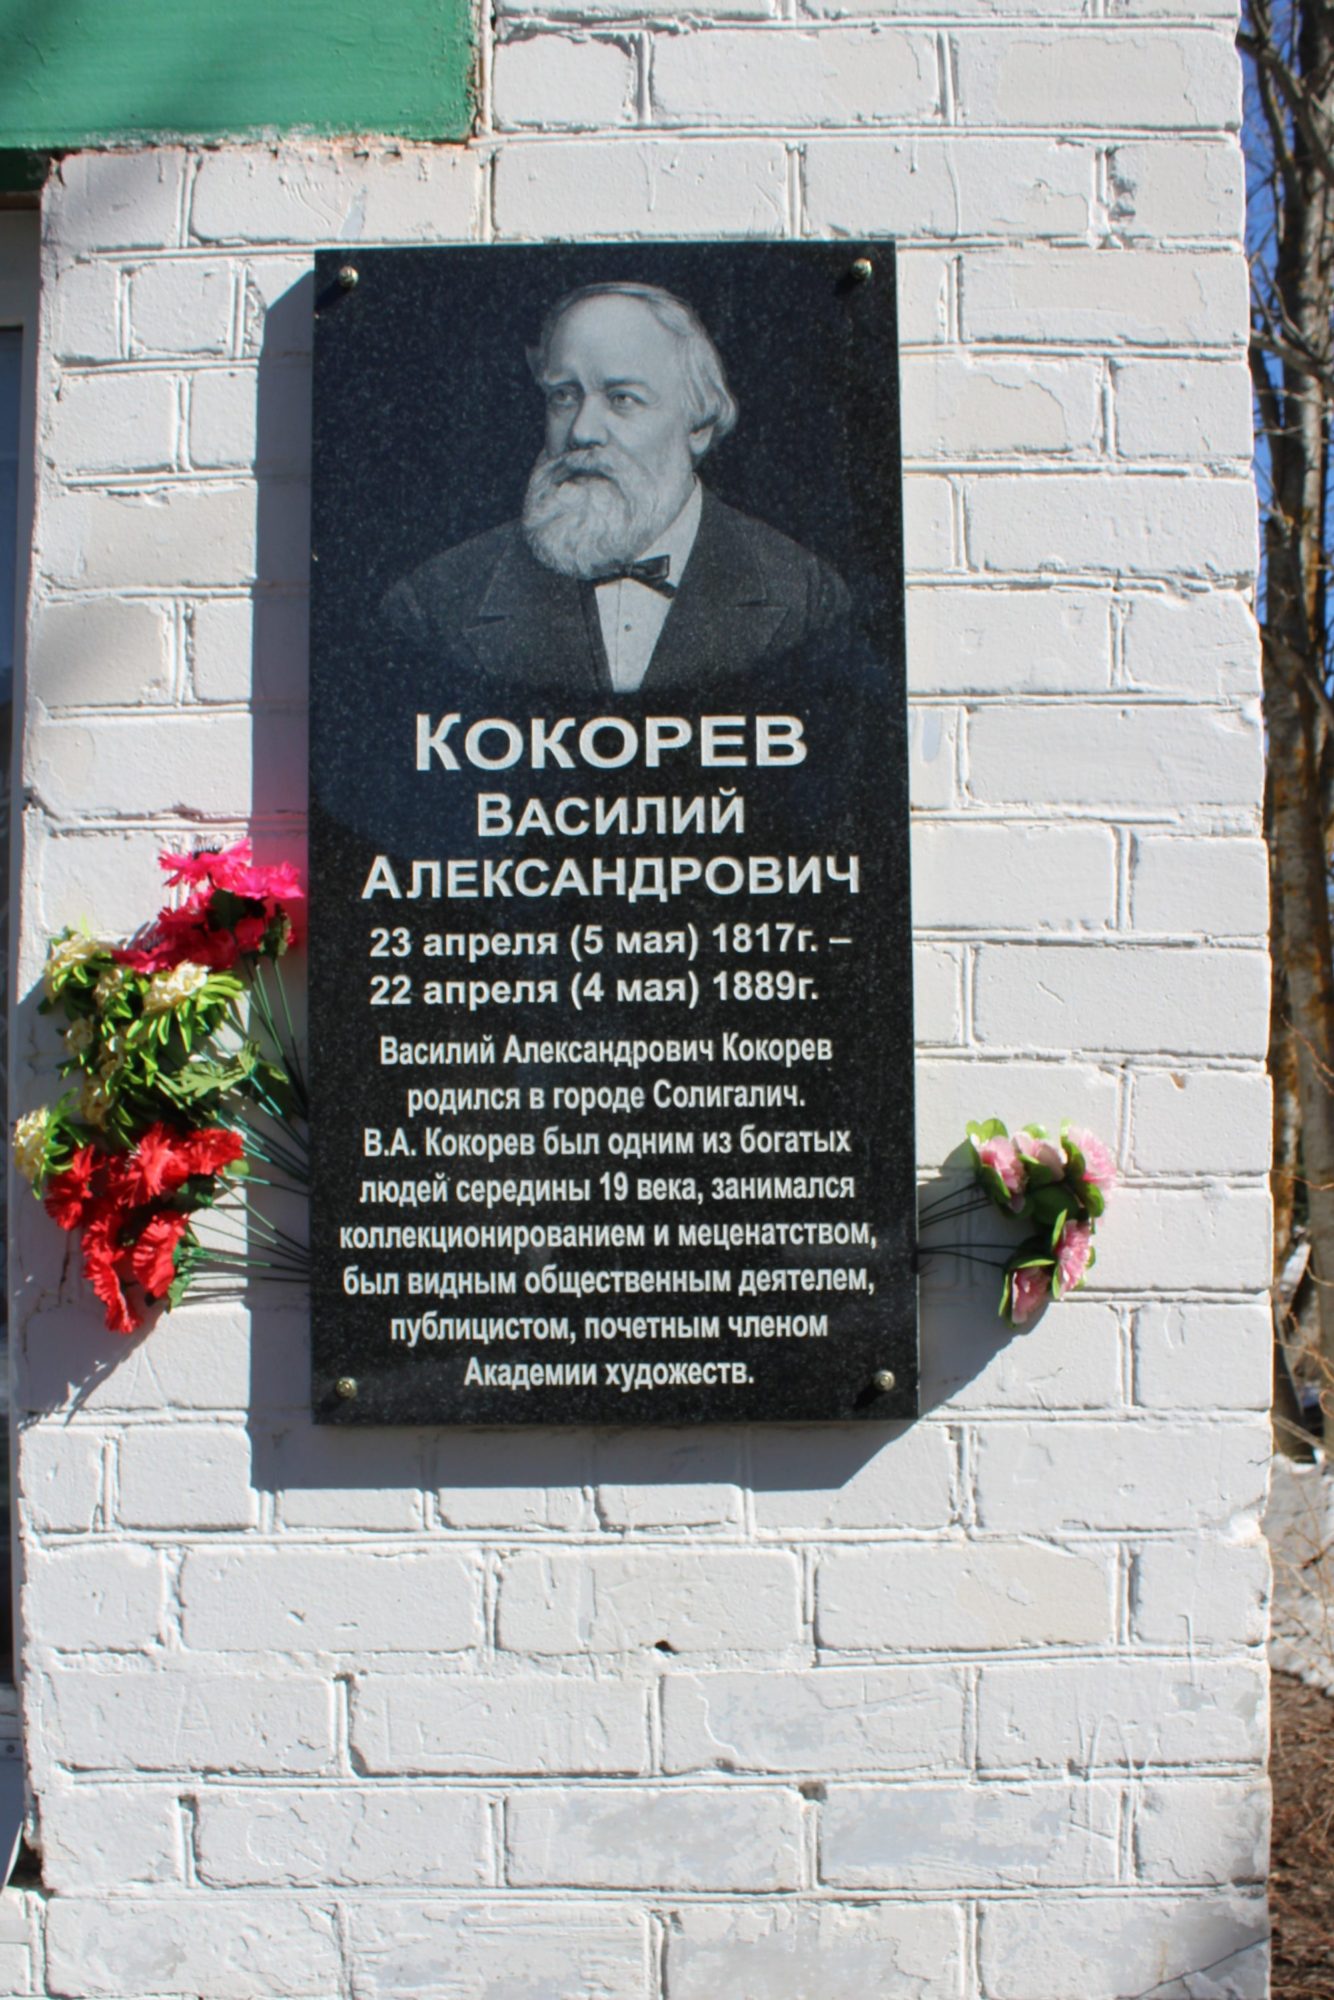 КОКОРЕВ
ВАСИЛИЙ
АЛЕКСАНДРОВИЧ
23 апреля (5 мая) 1817г. –
22 апреля (4 мая) 1889г.
Василий Александрович Кокорев
родился в городе Солигалич.
В.А. Кокорев был одним из богатых
людей середины 19 века, занимался
коллекционированием и меценатством,
был видным общественным деятелем,
публицистом, почетным членом
Академии художеств.